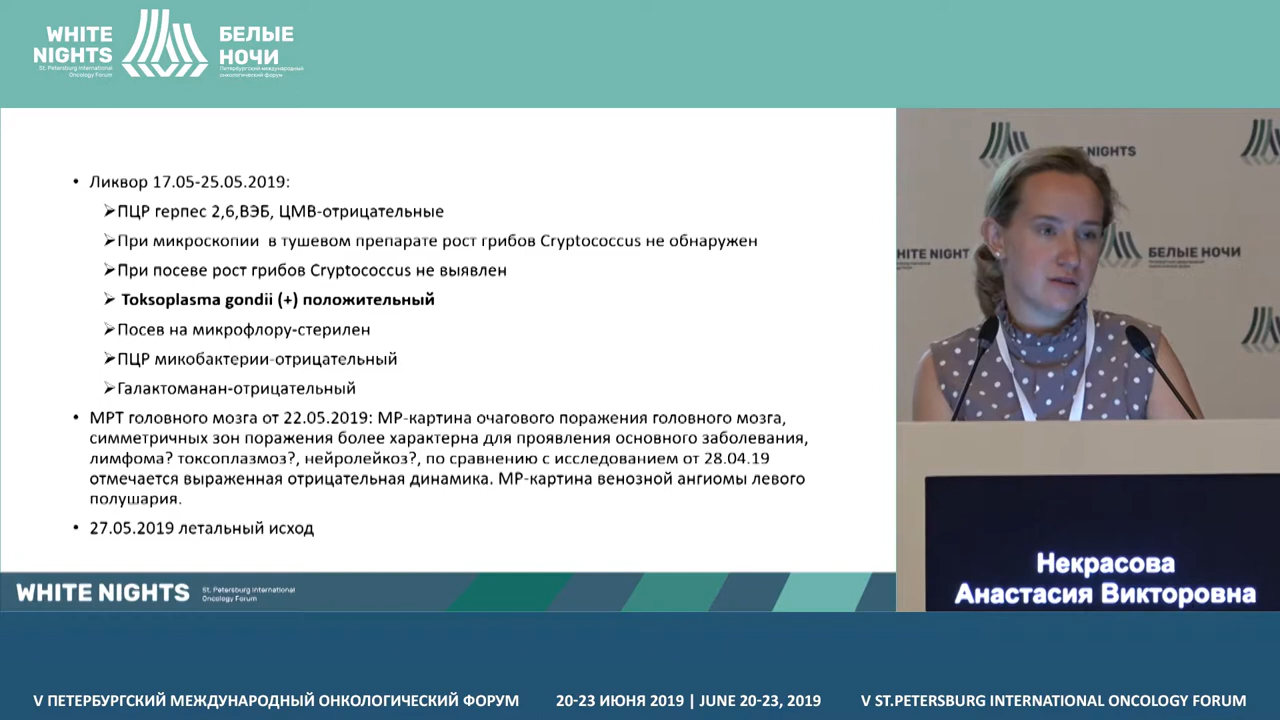 WHITE
NIGHTS
St. Petersburg International
Oncology Forum
БЕЛЫЕ
НОЧИ
Петербургский международный
онкологический форум
• Ликвор 17.05-25.05.2019:
➢ПЦР герпес 2,6,ВЭБ, ЦМВ-отрицательные
➢При микроскопии в тушевом препарате рост грибов Cryptococcus не обнаружен
➢При посеве рост грибов Cryptococcus не выявлен
➢ Toksoplasma gondii (+) положительный
➢Посев на микрофлору-стерилен
➢ПЦР микобактерии-отрицательный
➢Галактоманан-отрицательный
• МРТ головного мозга от 22.05.2019: МР-картина очагового поражения головного мозга,
симметричных зон поражения более характерна для проявления основного заболевания,
лимфома? токсоплазмоз?, нейролейкоз?, по сравнению с исследованием от 28.04.19
отмечается выраженная отрицательная динамика. МР-картина венозной ангиомы левого
полушария.
• 27.05.2019 летальный исход
WHITE NIGHTS
St. Petersburg International
Oncology Forum
NIGHTS
WHITE NIGHT
БЕЛЫЕ НОЧИ
Некрасова
Анастасия Викторовна
V ПЕТЕРБУРГСКИЙ МЕЖДУНАРОДНЫЙ ОНКОЛОГИЧЕСКИЙ ФОРУМ
20-23 ИЮНЯ 2019 | JUNE 20-23, 2019
V ST.PETERSBURG INTERNATIONAL ONCOLOGY FORUM